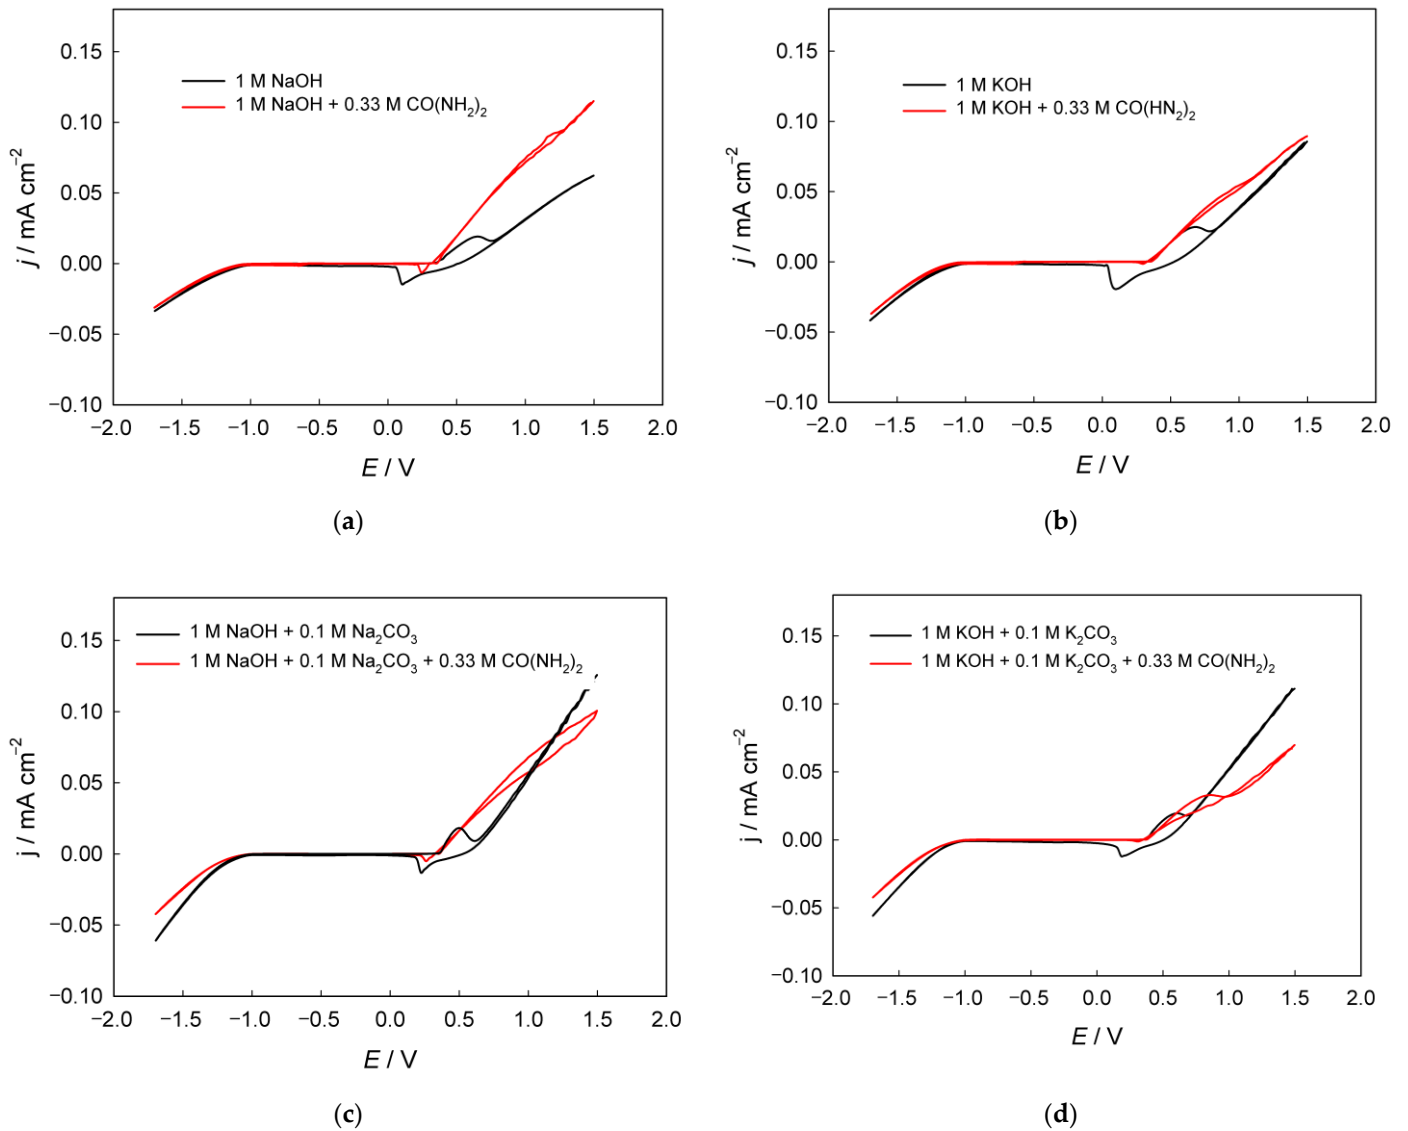 0.15
0.10
0.05
0.00
−0.05
−0.10
j / mA cm−2
1 M NaOH
1 M NaOH + 0.33 M CO(NH2)2
−2.0 −1.5 −1.0 −0.5 0.0 0.5 1.0 1.5 2.0
E / V
(a)
0.15
0.10
0.05
0.00
−0.05
−0.10
j / mA cm−2
1 M KOH
1 M KOH + 0.33 M CO(HN2)2
−2.0 −1.5 −1.0 −0.5 0.0 0.5 1.0 1.5 2.0
E / V
(b)
0.15
0.10
0.05
0.00
−0.05
−0.10
j / mA cm−2
1 M NaOH + 0.1 M Na2CO3
1 M NaOH + 0.1 M Na2CO3 + 0.33 M CO(NH2)2
−2.0 −1.5 −1.0 −0.5 0.0 0.5 1.0 1.5 2.0
E / V
(c)
0.15
0.10
0.05
0.00
−0.05
−0.10
j / mA cm−2
1 M KOH + 0.1 M K2CO3
1 M KOH + 0.1 M K2CO3 + 0.33 M CO(NH2)2
−2.0 −1.5 −1.0 −0.5 0.0 0.5 1.0 1.5 2.0
E / V
(d)